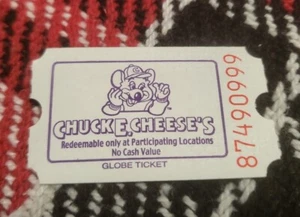 CHUCK E. CHEESE'S
Redeemable only at Participating Locations
No Cash Value
GLOBE TICKET
87490999